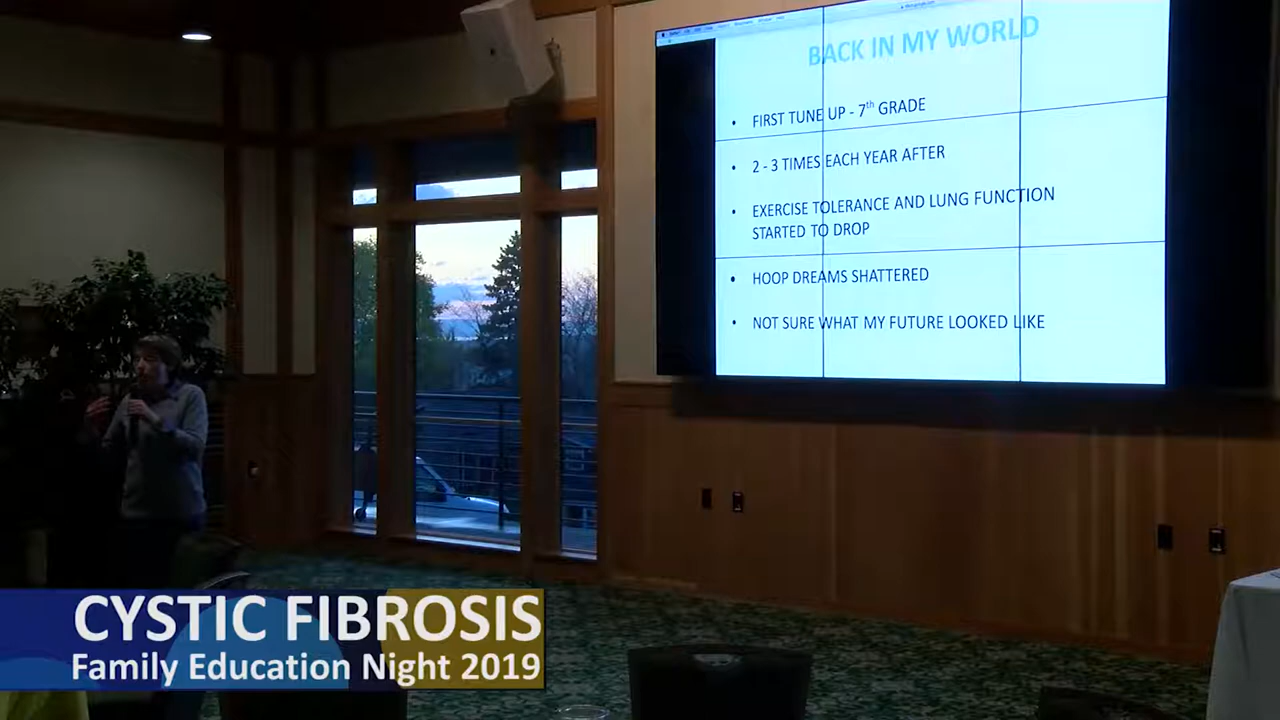 BACK IN MY WORLD
• FIRST TUNE UP - 7th GRADE
• 2 - 3 TIMES EACH YEAR AFTER
• EXERCISE TOLERANCE AND LUNG FUNCTION
STARTED TO DROP
• HOOP DREAMS SHATTERED
• NOT SURE WHAT MY FUTURE LOOKED LIKE
CYSTIC FIBROSIS
Family Education Night 2019